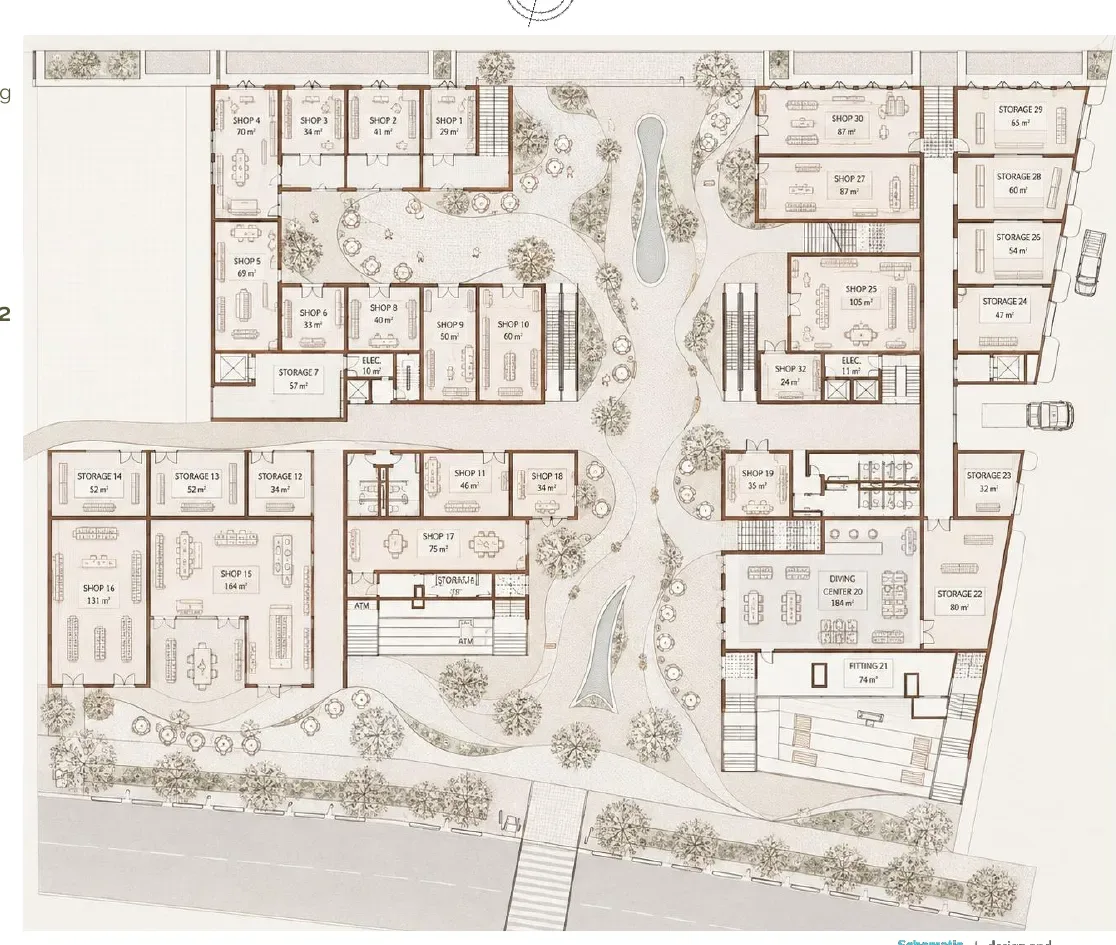 g
2
SHOP 4
70 m²
SHOP 3
34 m²
SHOP 2
41 m²
SHOP 1
29 m²
SHOP 30
87 m²
STORAGE 29
65 m²
SHOP 27
87 m²
STORAGE 28
60 m²
SHOP 5
69 m²
STORAGE 26
54 m²
SHOP 25
105 m²
STORAGE 24
47 m²
SHOP 6
33 m²
SHOP 8
40 m²
SHOP 9
50 m²
SHOP 10
60 m²
STORAGE 7
57 m²
ELEC.
10 m²
SHOP 32
24 m²
ELEC.
11 m²
STORAGE 14
52 m²
STORAGE 13
52 m²
STORAGE 12
34 m²
SHOP 11
46 m²
SHOP 18
34 m²
SHOP 19
35 m²
STORAGE 23
32 m²
SHOP 17
75 m²
SHOP 16
131 m²
SHOP 15
164 m²
ATM
ATM
DIVING
CENTER 20
184 m²
STORAGE 22
80 m²
FITTING 21
74 m²
Schematic | design and